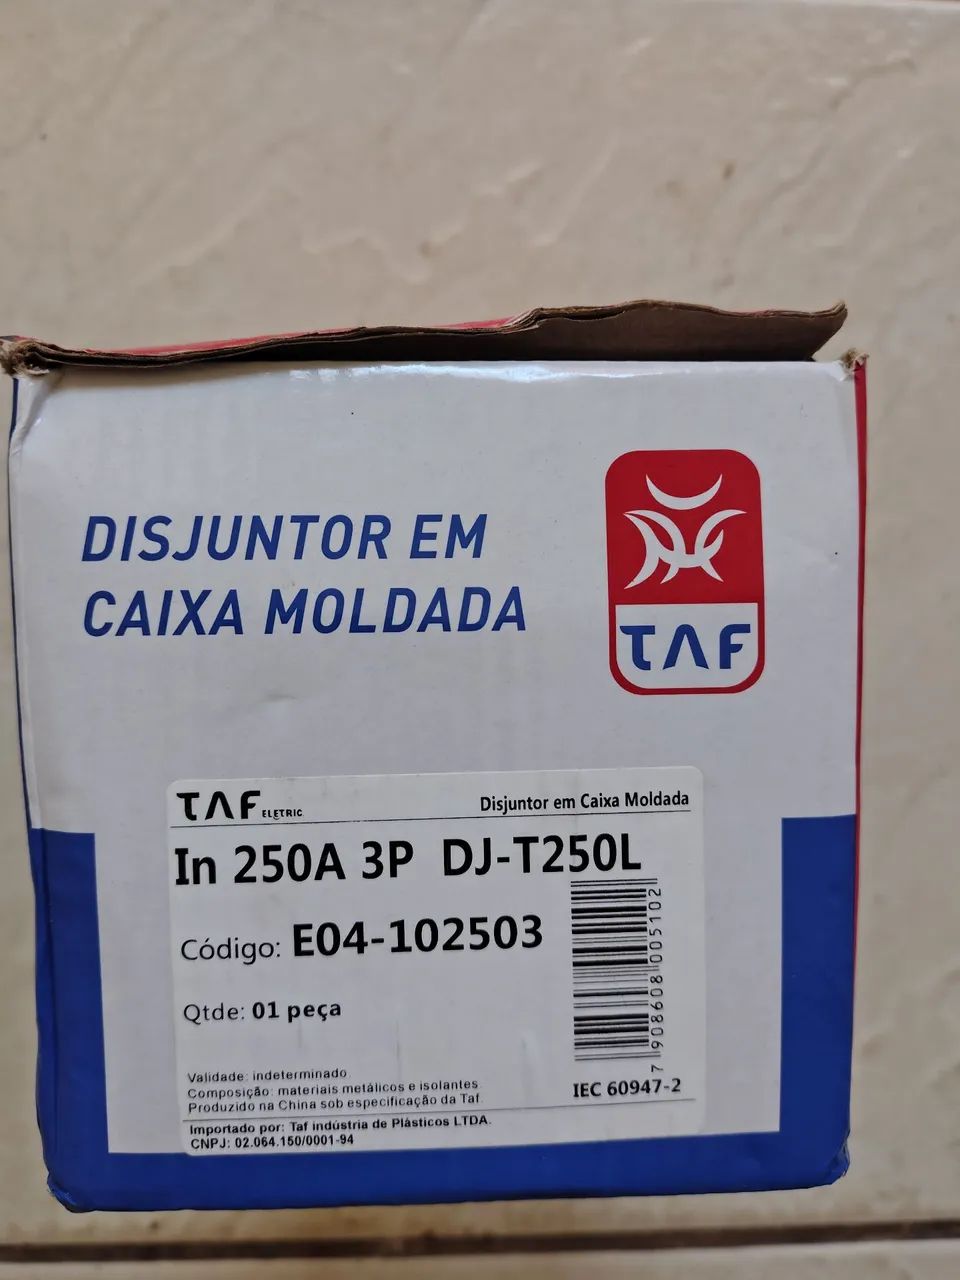 DISJUNTOR EM
CAIXA MOLDADA
TAF
TAF ELETRIC
Disjuntor em Caixa Moldada
In 250A 3P DJ-T250L
Código: E04-102503
Qtde: 01 peça
7 908608 005102
Validade: indeterminado
Composição: materiais metálicos e isolantes
Produzido na China sob especificação da Taf.
IEC 60947-2
Importado por: Taf indústria de Plásticos LTDA.
CNPJ: 02.064.150/0001-94